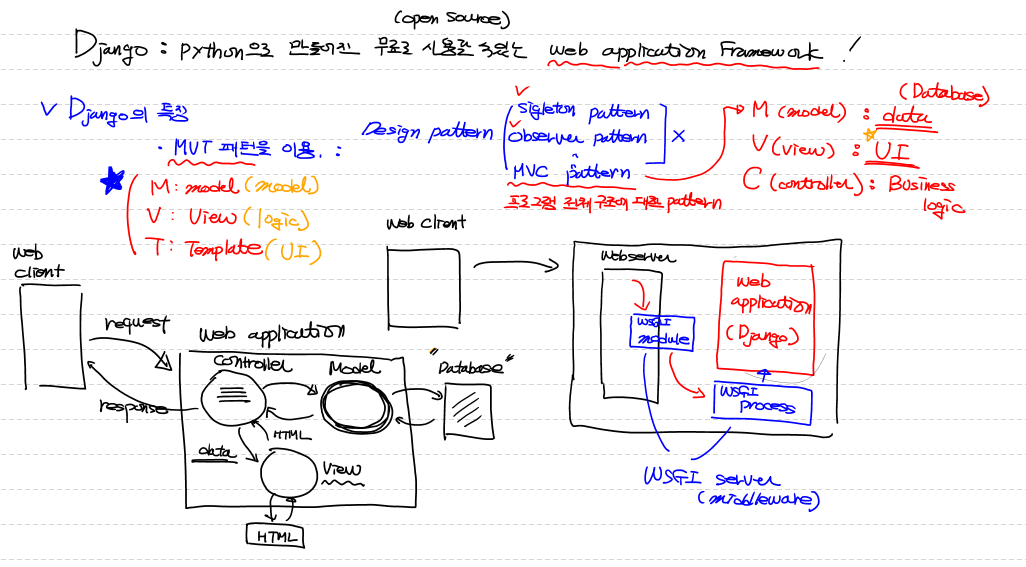 (open source)
Django : python으로 만들어진 무료로 사용할 수 있는 web application Framework !
(Database)
V Django의 특징
Design pattern
Sigleton pattern
Observer pattern
MVC pattern
X
프로그램 전체 구조에 대한 pattern
M (model) : data
V (view) : UI
C (controller) : Business
logic
· MVT 패턴을 이용. :
M : model (model)
V : View (logic)
T : Template (UI)
web
client
request
response
web application
controller
Model
"Database"
HTML
data
View
HTML
web client
webserver
WSGI
module
web
application
(Django)
WSGI
process
WSGI server
(middleware)